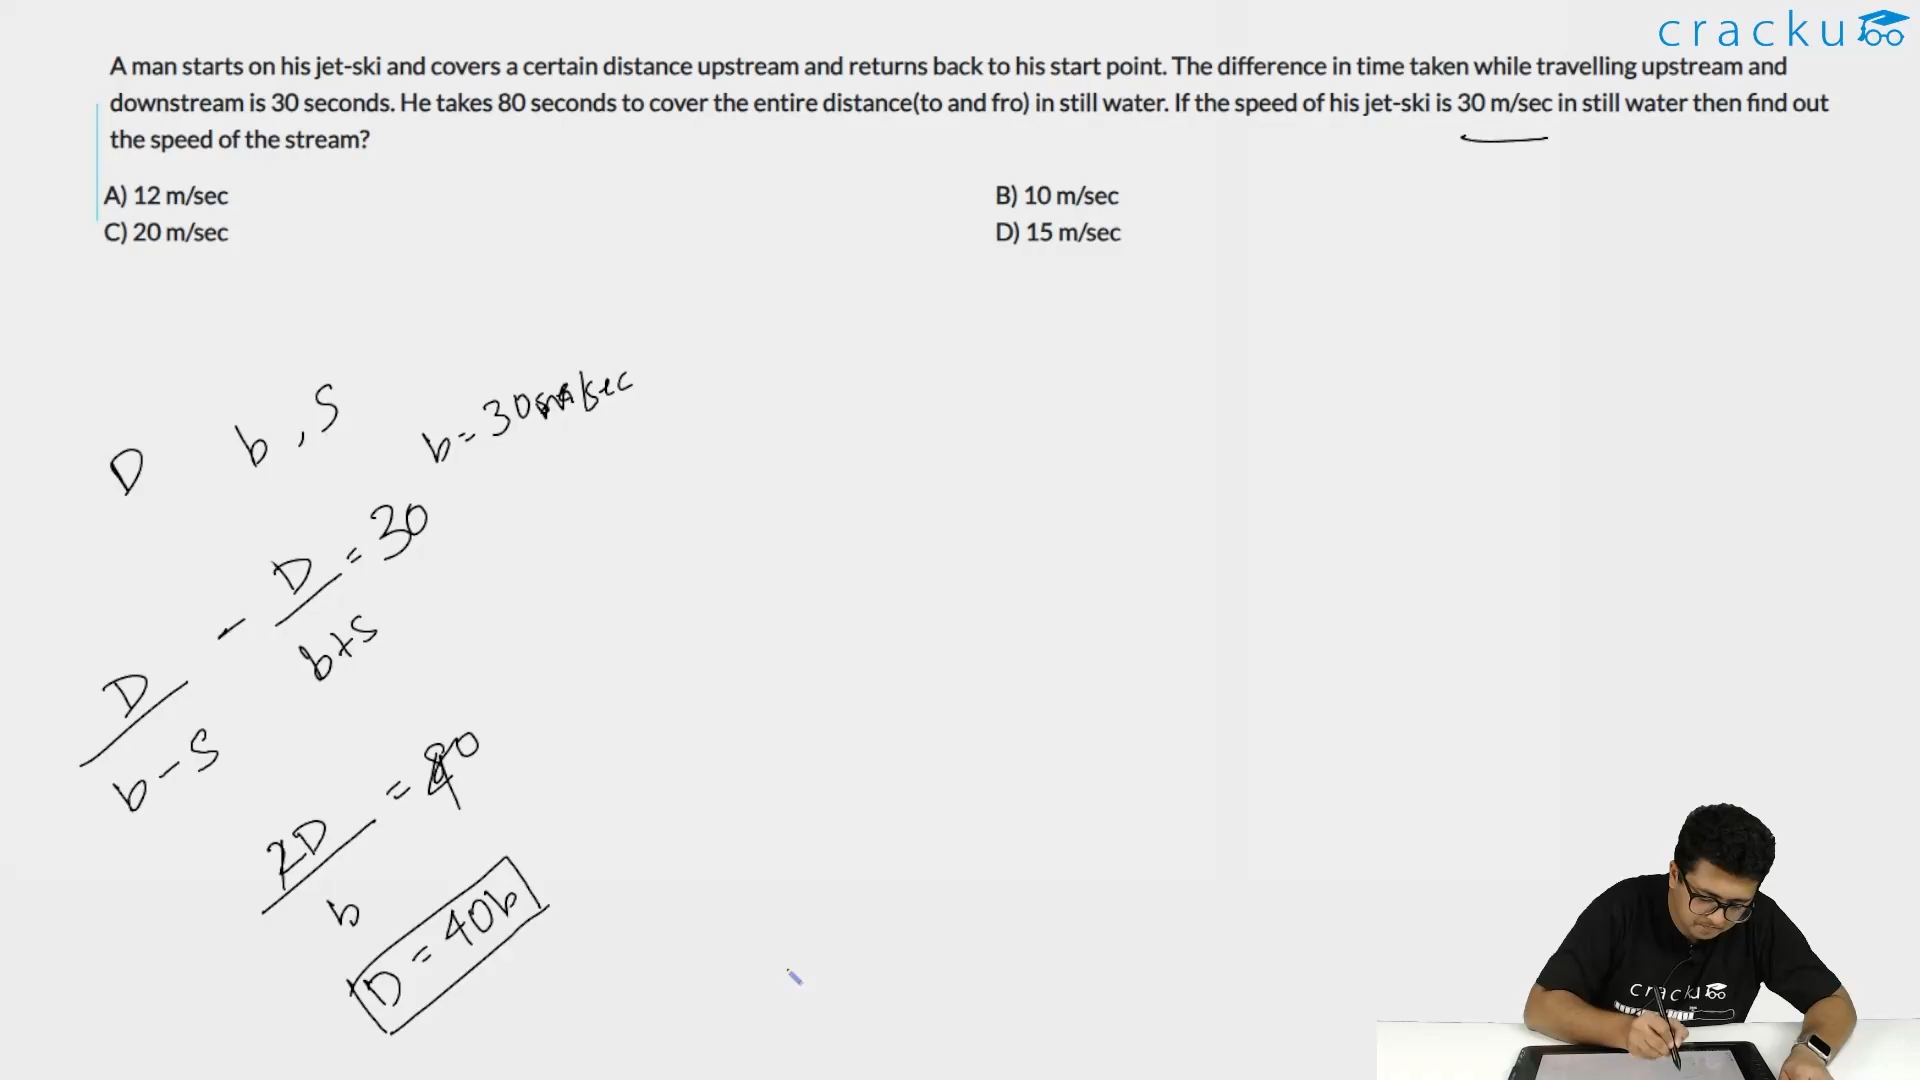 cracku
A man starts on his jet-ski and covers a certain distance upstream and returns back to his start point. The difference in time taken while travelling upstream and
downstream is 30 seconds. He takes 80 seconds to cover the entire distance(to and fro) in still water. If the speed of his jet-ski is 30 m/sec in still water then find out
the speed of the stream?
A) 12 m/sec
B) 10 m/sec
C) 20 m/sec
D) 15 m/sec
D b, S b = 30 m/sec
D/b-S - D/b+S = 30
2D/b = 80
D = 40b
cracku